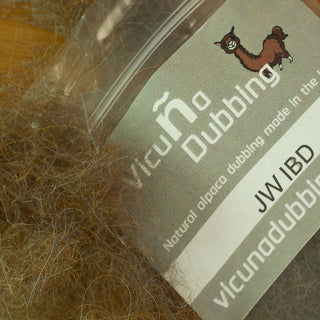 Vicuña
Dubbing
Natural alpaca dubbing made in the
JW IBD
vicunadubbin